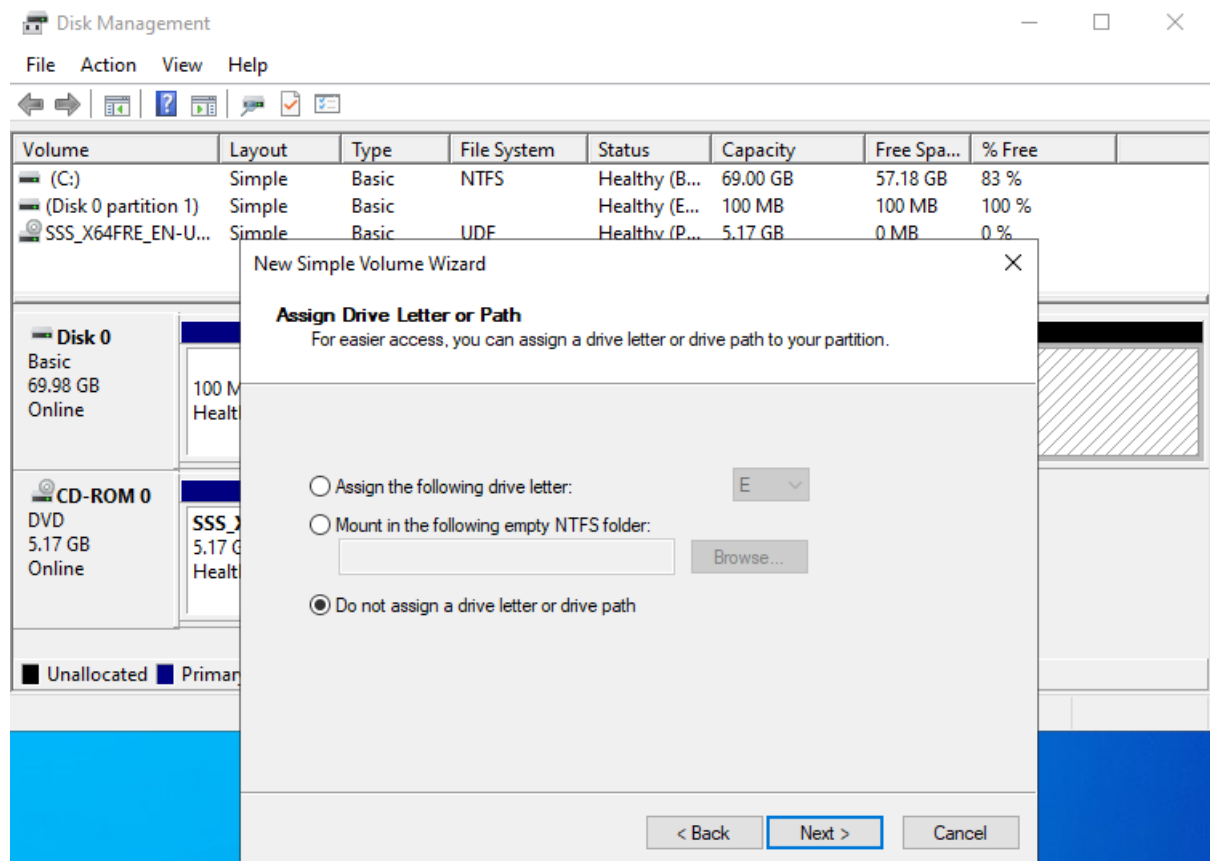 Disk Management
File Action View Help
Volume Layout Type File System Status Capacity Free Spa... % Free
(C:) Simple Basic NTFS Healthy (B... 69.00 GB 57.18 GB 83 %
(Disk 0 partition 1) Simple Basic Healthy (E... 100 MB 100 MB 100 %
SSS_X64FRE_EN-U... Simple Basic UDF Healthy (P... 5.17 GB 0 MB 0 %
New Simple Volume Wizard
Assign Drive Letter or Path
For easier access, you can assign a drive letter or drive path to your partition.
Disk 0
Basic
69.98 GB
Online
100 M
Healt
Assign the following drive letter: E
Mount in the following empty NTFS folder:
Browse...
Do not assign a drive letter or drive path
CD-ROM 0
DVD
5.17 GB
Online
SSS_X
5.17 G
Healt
Unallocated Primar
< Back Next > Cancel